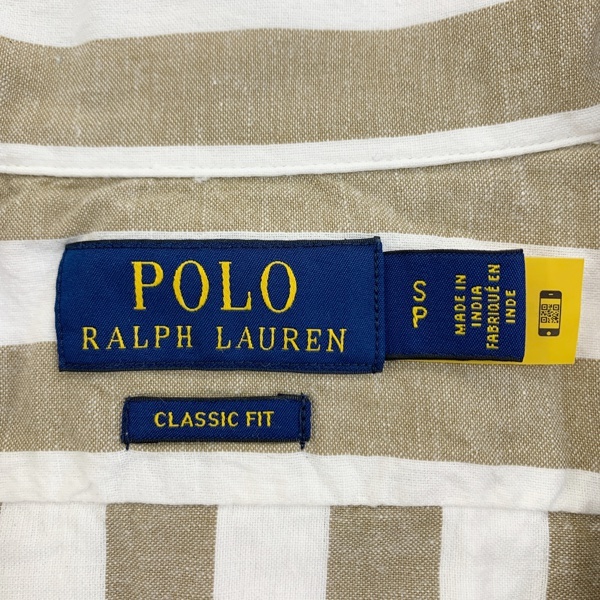 POLO
RALPH LAUREN
S
P
MADE IN
INDIA
FABRIQUÉ EN
INDE
CLASSIC FIT